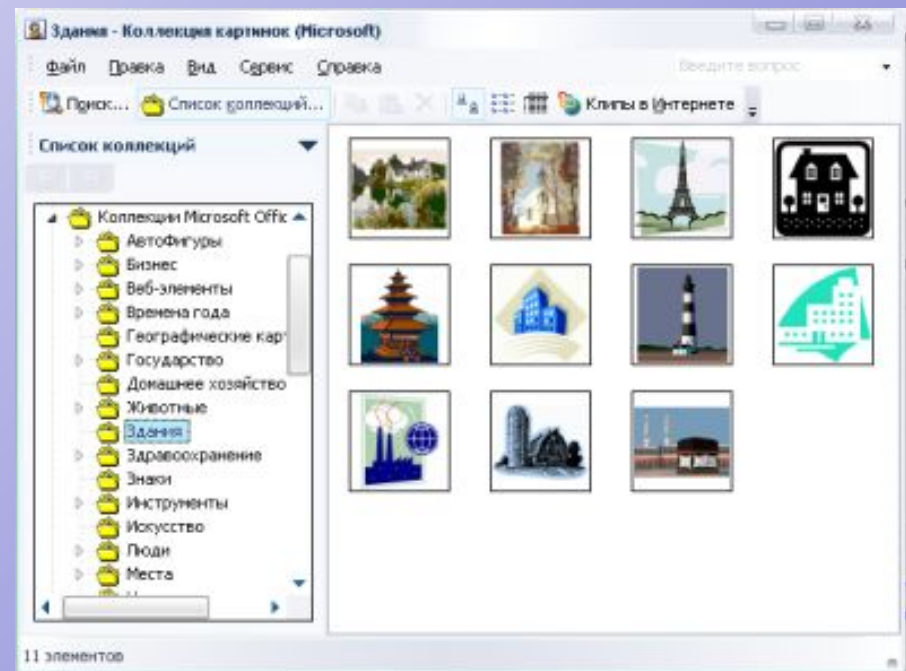 Здания - Коллекция картинок (Microsoft)
Файл Правка Вид Сервис Справка Введите вопрос
Поиск... Список коллекций... Клипы в Интернете
Список коллекций
Коллекции Microsoft Offic
АвтоФигуры
Бизнес
Веб-элементы
Времена года
Географические кар
Государство
Домашнее хозяйство
Животные
Здания
Здравоохранение
Знаки
Инструменты
Искусство
Люди
Места
11 элементов